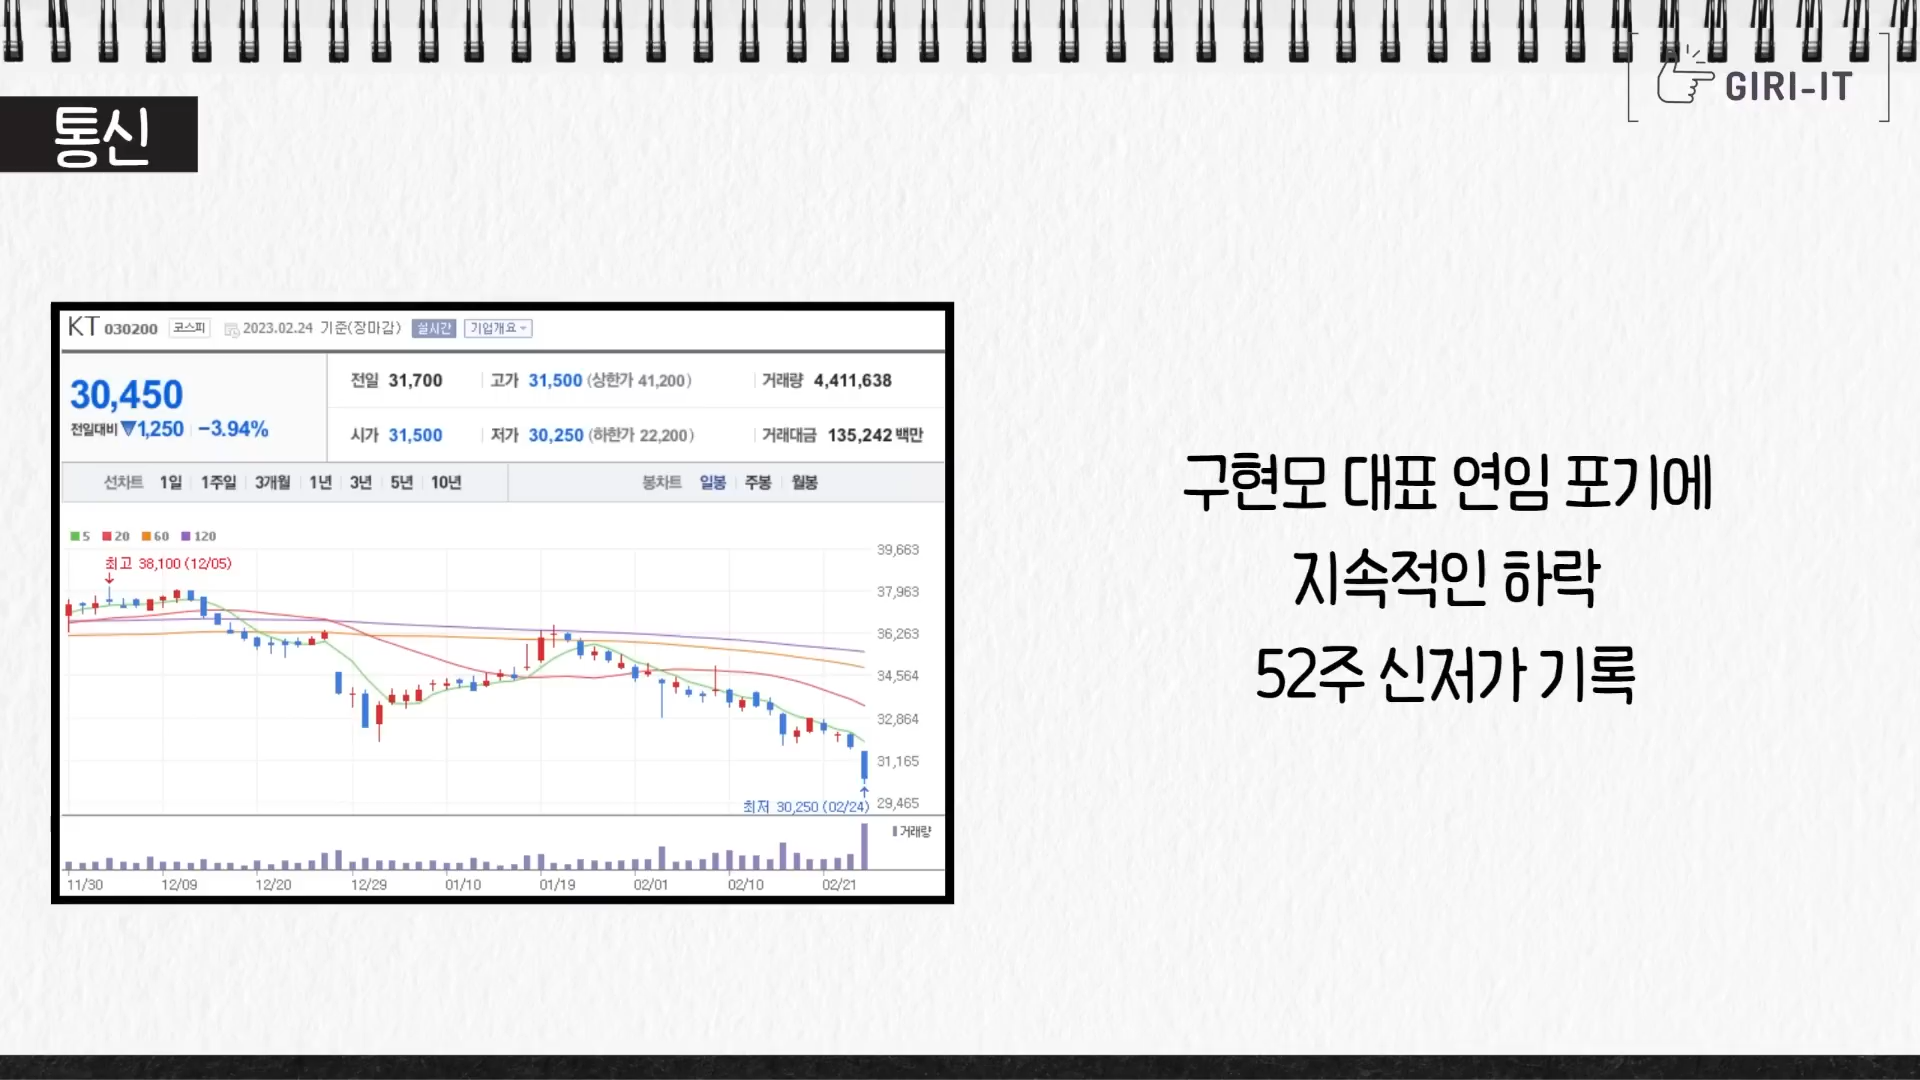 GIRI-IT
통신
KT 030200 코스피 2023.02.24 기준(장마감) 실시간 기업개요
30,450
전일대비 ▼1,250 -3.94%
전일 31,700 고가 31,500 (상한가 41,200) 거래량 4,411,638
시가 31,500 저가 30,250 (하한가 22,200) 거래대금 135,242 백만
선차트 1일 1주일 3개월 1년 3년 5년 10년 봉차트 일봉 주봉 월봉
5 20 60 120
최고 38,100 (12/05)
39,663
37,963
36,263
34,564
32,864
31,165
29,465
최저 30,250 (02/24)
거래량
11/30 12/09 12/20 12/29 01/10 01/19 02/01 02/10 02/21
구현모 대표 연임 포기에
지속적인 하락
52주 신저가 기록